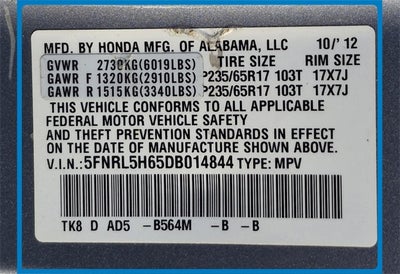 MFD. BY HONDA MFG. OF ALABAMA, LLC 10/'12
GVWR 2730KG(6019LBS) TIRE SIZE RIM SIZE
GAWR F 1320KG(2910LBS) P235/65R17 103T 17X7J
GAWR R 1515KG(3340LBS) P235/65R17 103T 17X7J
THIS VEHICLE CONFORMS TO ALL APPLICABLE
FEDERAL MOTOR VEHICLE SAFETY
AND THEFT PREVENTION STANDARDS IN EFFECT
ON THE DATE OF MANUFACTURE SHOWN ABOVE.
V.I.N: 5FNRL5H65DB014844 TYPE: MPV
TK8 D AD5 -B564M -B -B